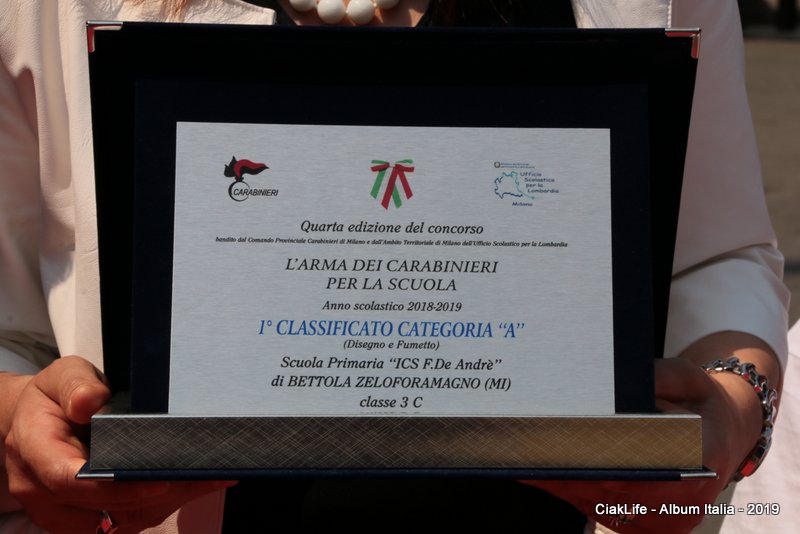 CARABINIERI
Ufficio
Scolastico
per la
Lombardia
Milano
Quarta edizione del concorso
bandito dal Comando Provinciale Carabinieri di Milano e dall'Ambito Territoriale di Milano dell'Ufficio Scolastico per la Lombardia
L'ARMA DEI CARABINIERI
PER LA SCUOLA
Anno scolastico 2018-2019
1° CLASSIFICATO CATEGORIA "A"
(Disegno e Fumetto)
Scuola Primaria "ICS F.De Andrè"
di BETTOLA ZELOFORAMAGNO (MI)
classe 3 C
CiakLife - Album Italia - 2019